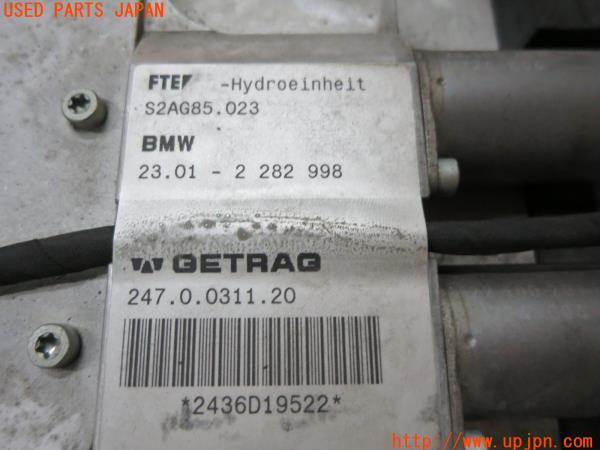 USED PARTS JAPAN
FTE -Hydroeinheit
S2AG85.023
BMW
23.01 - 2 282 998
GETRAG
247.0.0311.20
*2436D19522*
http://www.upjpn.com/